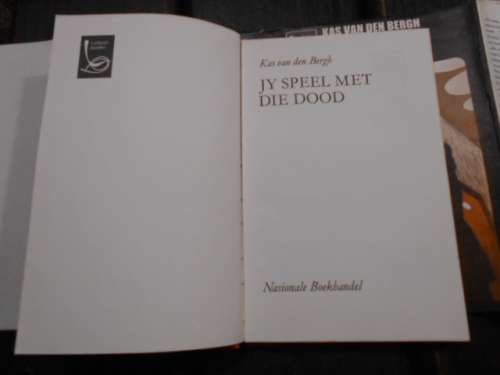 KAS VAN DEN BERGH
Kas van den Bergh
JY SPEEL MET
DIE DOOD
Nasionale Boekhandel